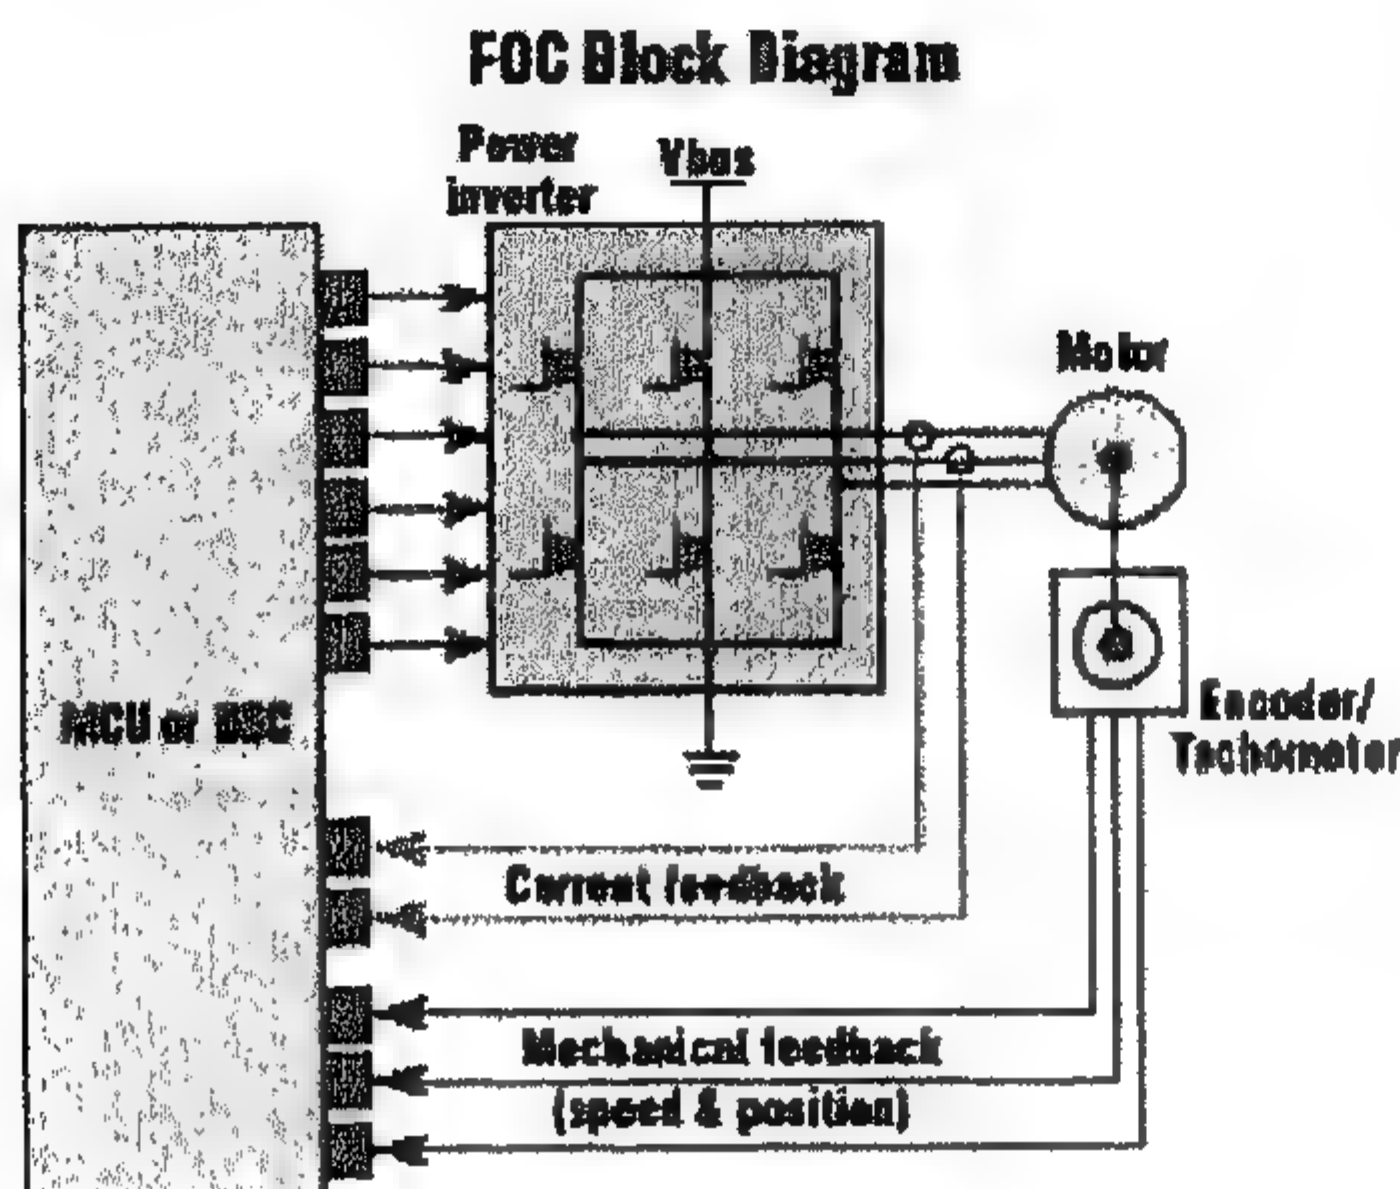 FOC Block Diagram
Power
inverter
Vbus
Motor
MCU or DSC
Encoder/
Tachometer
Current feedback
Mechanical feedback
(speed & position)